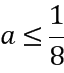 a ≤ 1/8